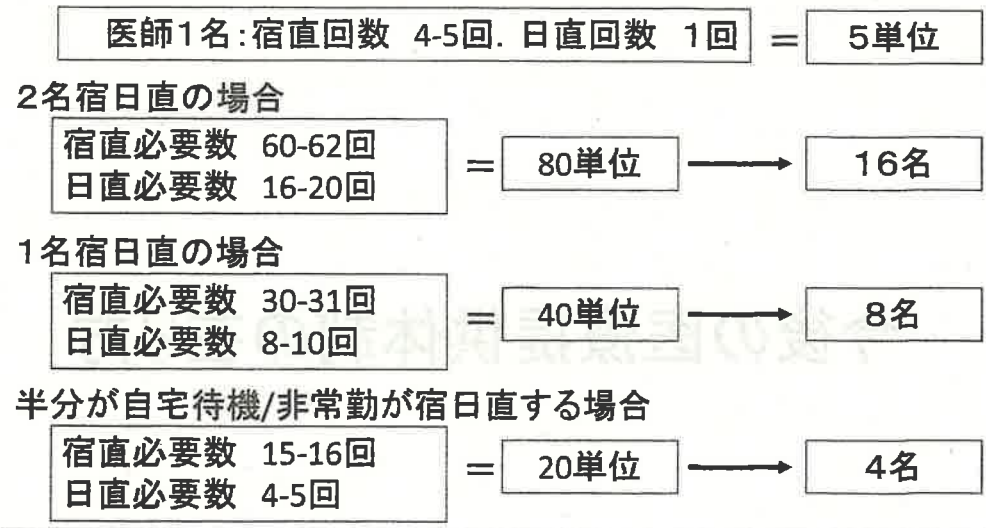 医師1名:宿直回数 4-5回. 日直回数 1回 = 5単位
2名宿日直の場合
宿直必要数 60-62回
日直必要数 16-20回
= 80単位 → 16名
1名宿日直の場合
宿直必要数 30-31回
日直必要数 8-10回
= 40単位 → 8名
半分が自宅待機/非常勤が宿日直する場合
宿直必要数 15-16回
日直必要数 4-5回
= 20単位 → 4名